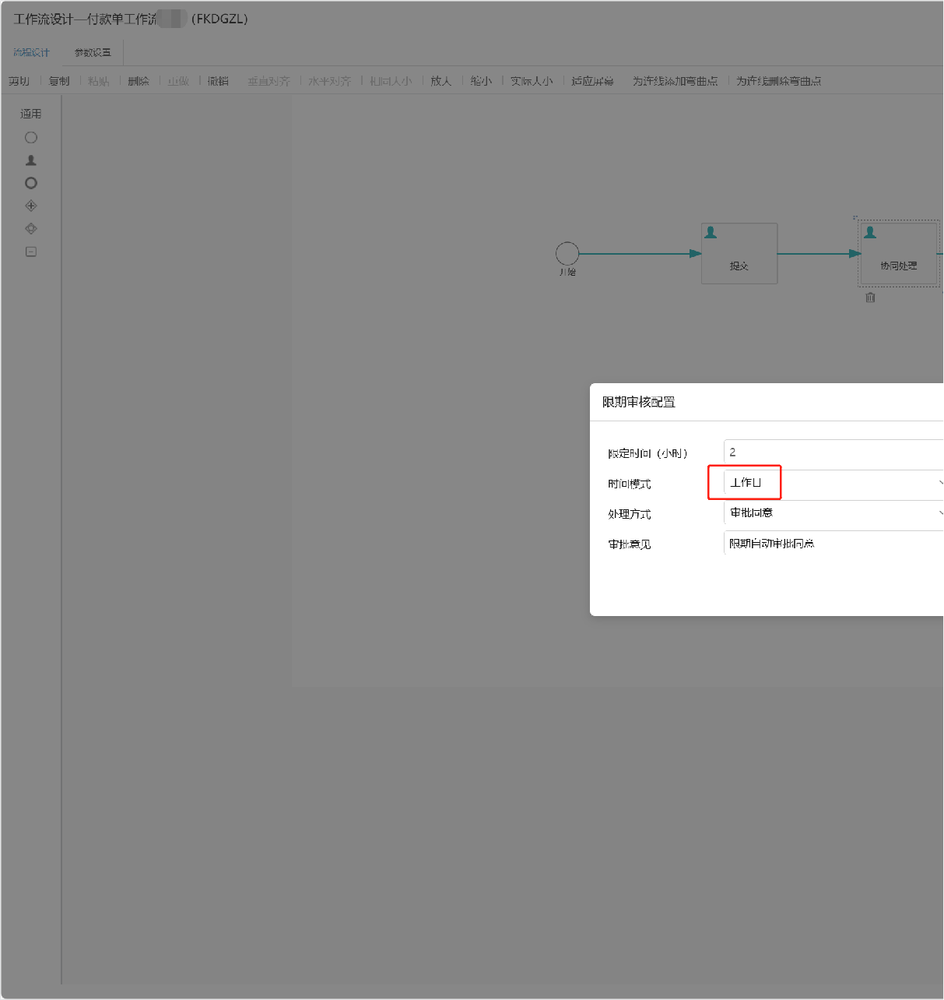 工作流设计—付款单工作流 (FKDGZL)
流程设计 参数设置
剪切 复制 粘贴 删除 重做 撤销 垂直对齐 水平对齐 相同大小 放大 缩小 实际大小 适应屏幕 为连线添加弯曲点 为连线删除弯曲点
通用
开始
提交
协同处理
限期审核配置
限定时间（小时） 2
时间模式 工作日
处理方式 审批同意
审批意见 限期自动审批同意